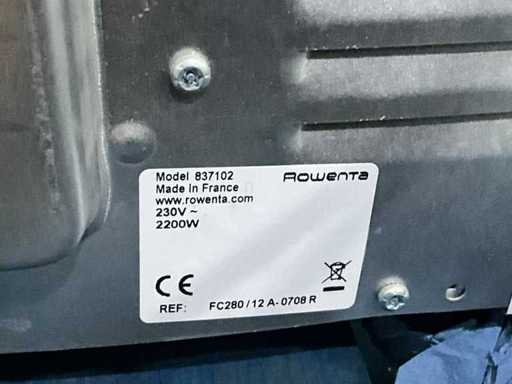 Model 837102
Rowenta
Made In France
www.rowenta.com
230V ~
2200W
CE
REF: FC280 / 12 A - 0708 R